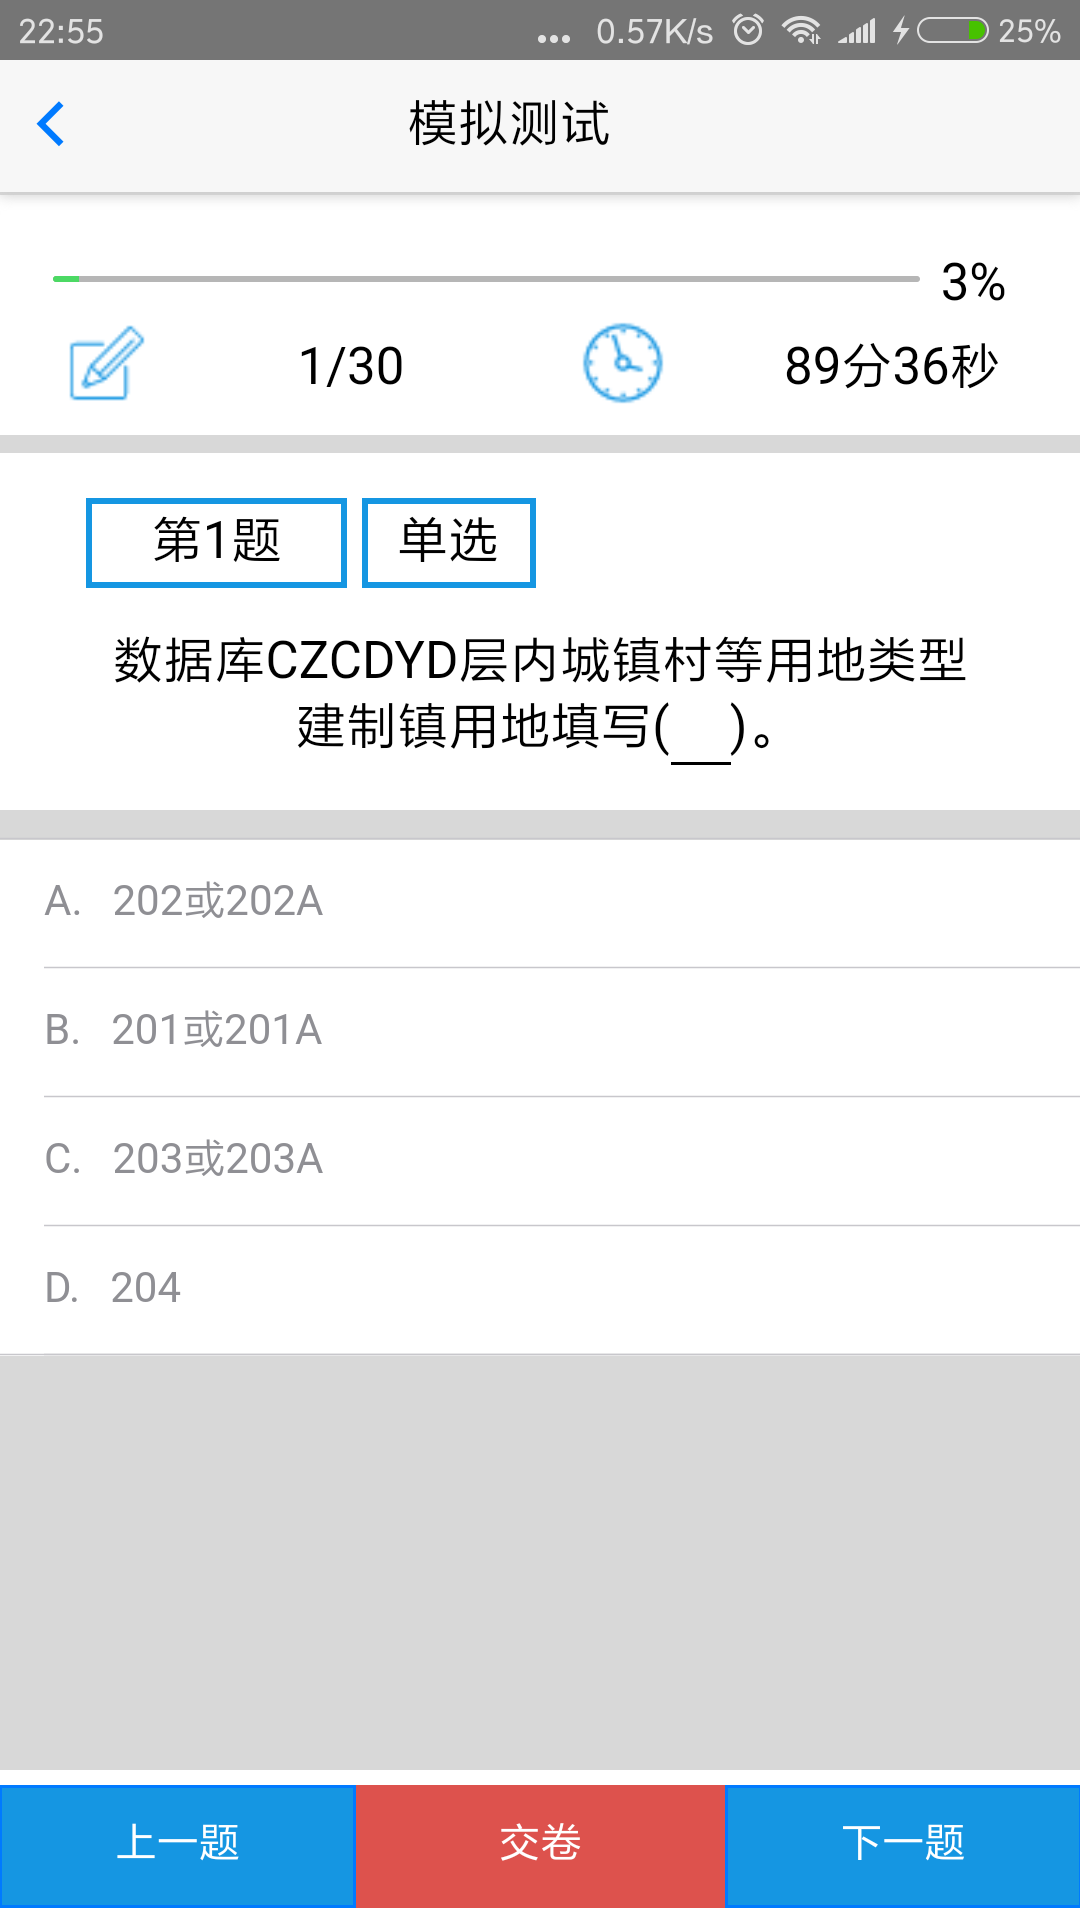 22:55 ... 0.57K/s 25%
模拟测试
3%
1/30 89分36秒
第1题 单选
数据库CZCDYD层内城镇村等用地类型
建制镇用地填写(__)。
A. 202或202A
B. 201或201A
C. 203或203A
D. 204
上一题 交卷 下一题